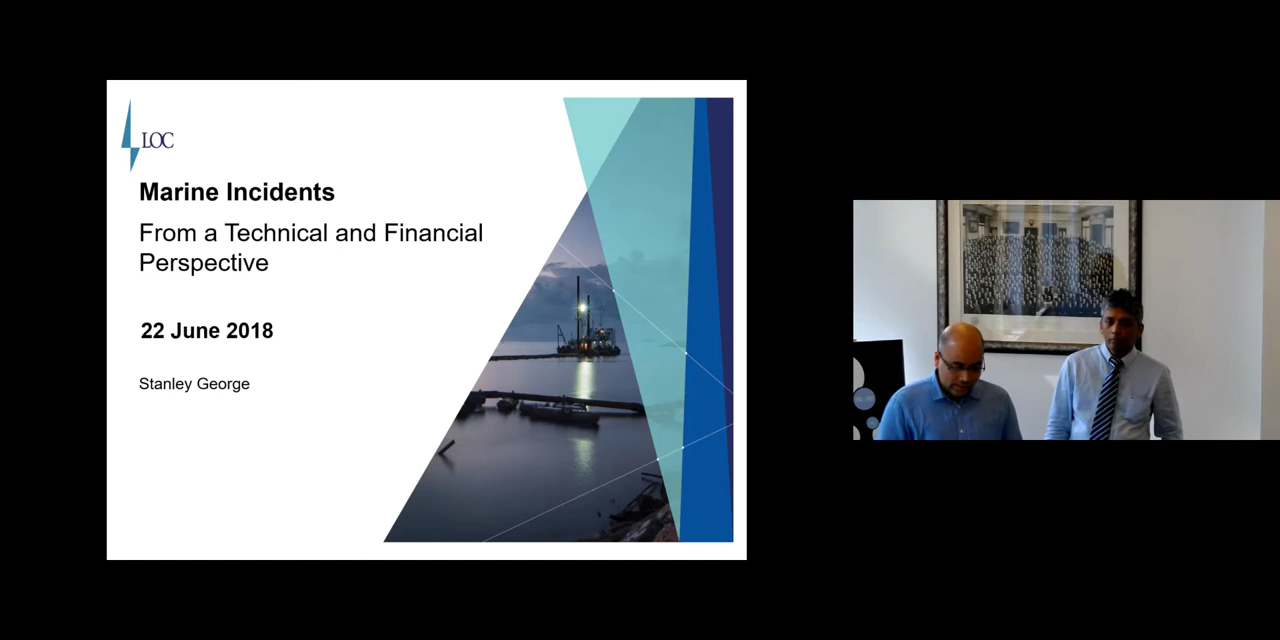 LOC
Marine Incidents
From a Technical and Financial
Perspective
22 June 2018
Stanley George